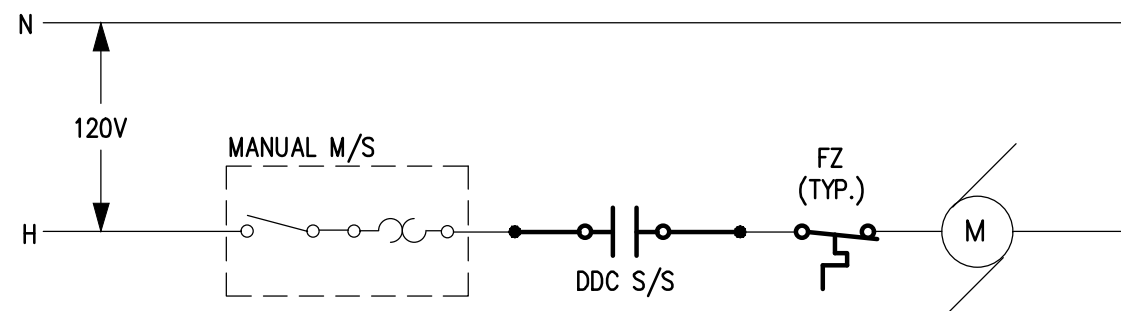 N
120V
MANUAL M/S
FZ
(TYP.)
H
M
DDC S/S